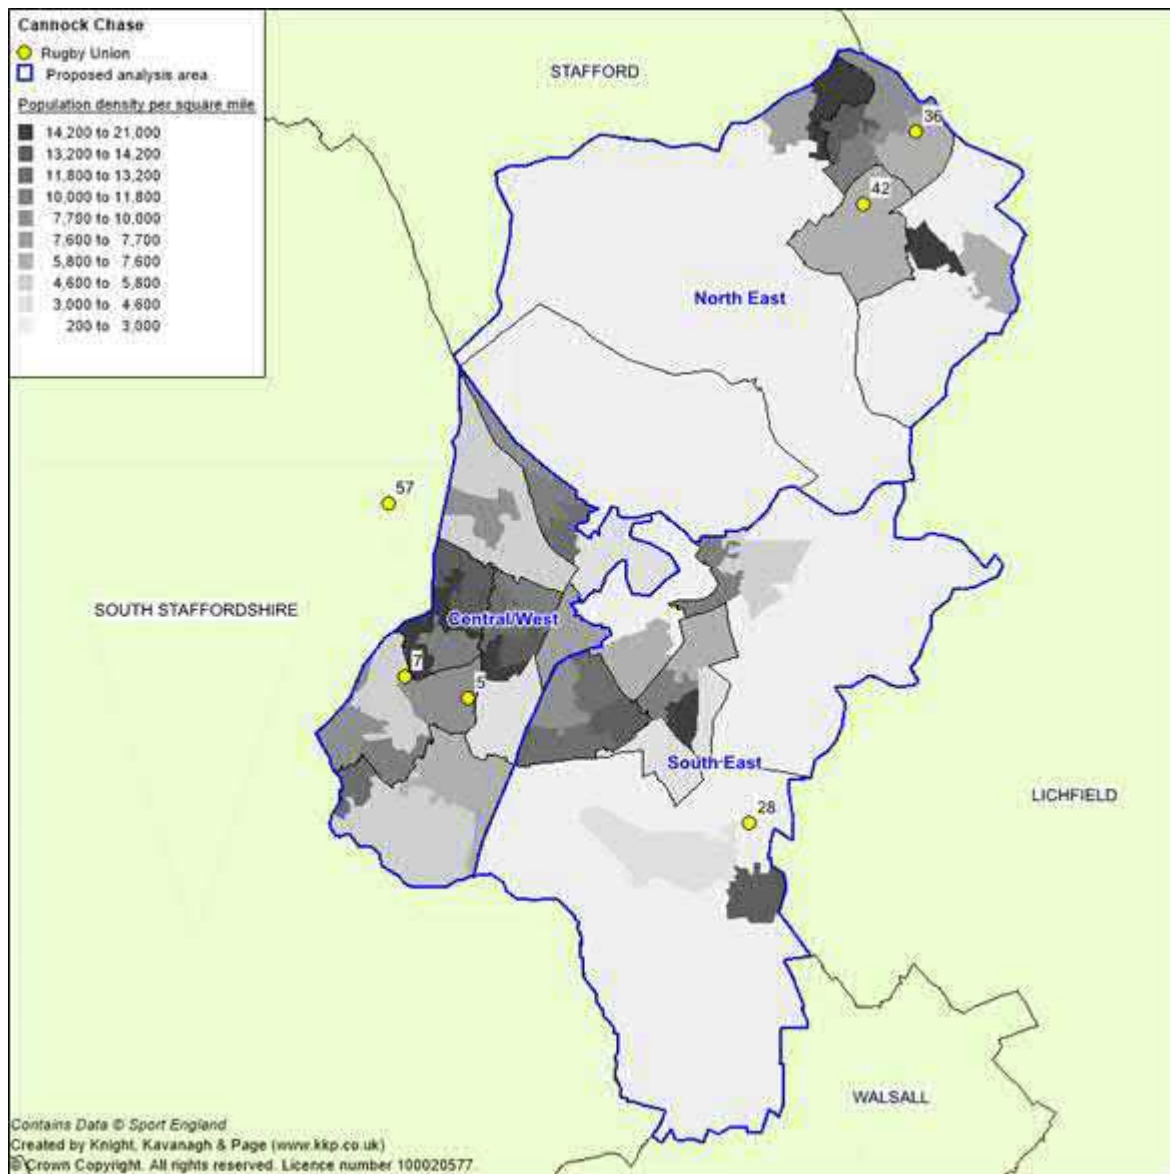 Cannock Chase
Rugby Union
Proposed analysis area
Population density per square mile
14,200 to 21,000
13,200 to 14,200
11,800 to 13,200
10,000 to 11,800
7,700 to 10,000
7,600 to 7,700
5,800 to 7,600
4,600 to 5,800
3,000 to 4,600
200 to 3,000
STAFFORD
36
42
North East
57
SOUTH STAFFORDSHIRE
Central/West
7
5
South East
LICHFIELD
28
WALSALL
Contains Data © Sport England
Created by Knight, Kavanagh & Page (www.kkp.co.uk)
© Crown Copyright. All rights reserved. Licence number 100020577.